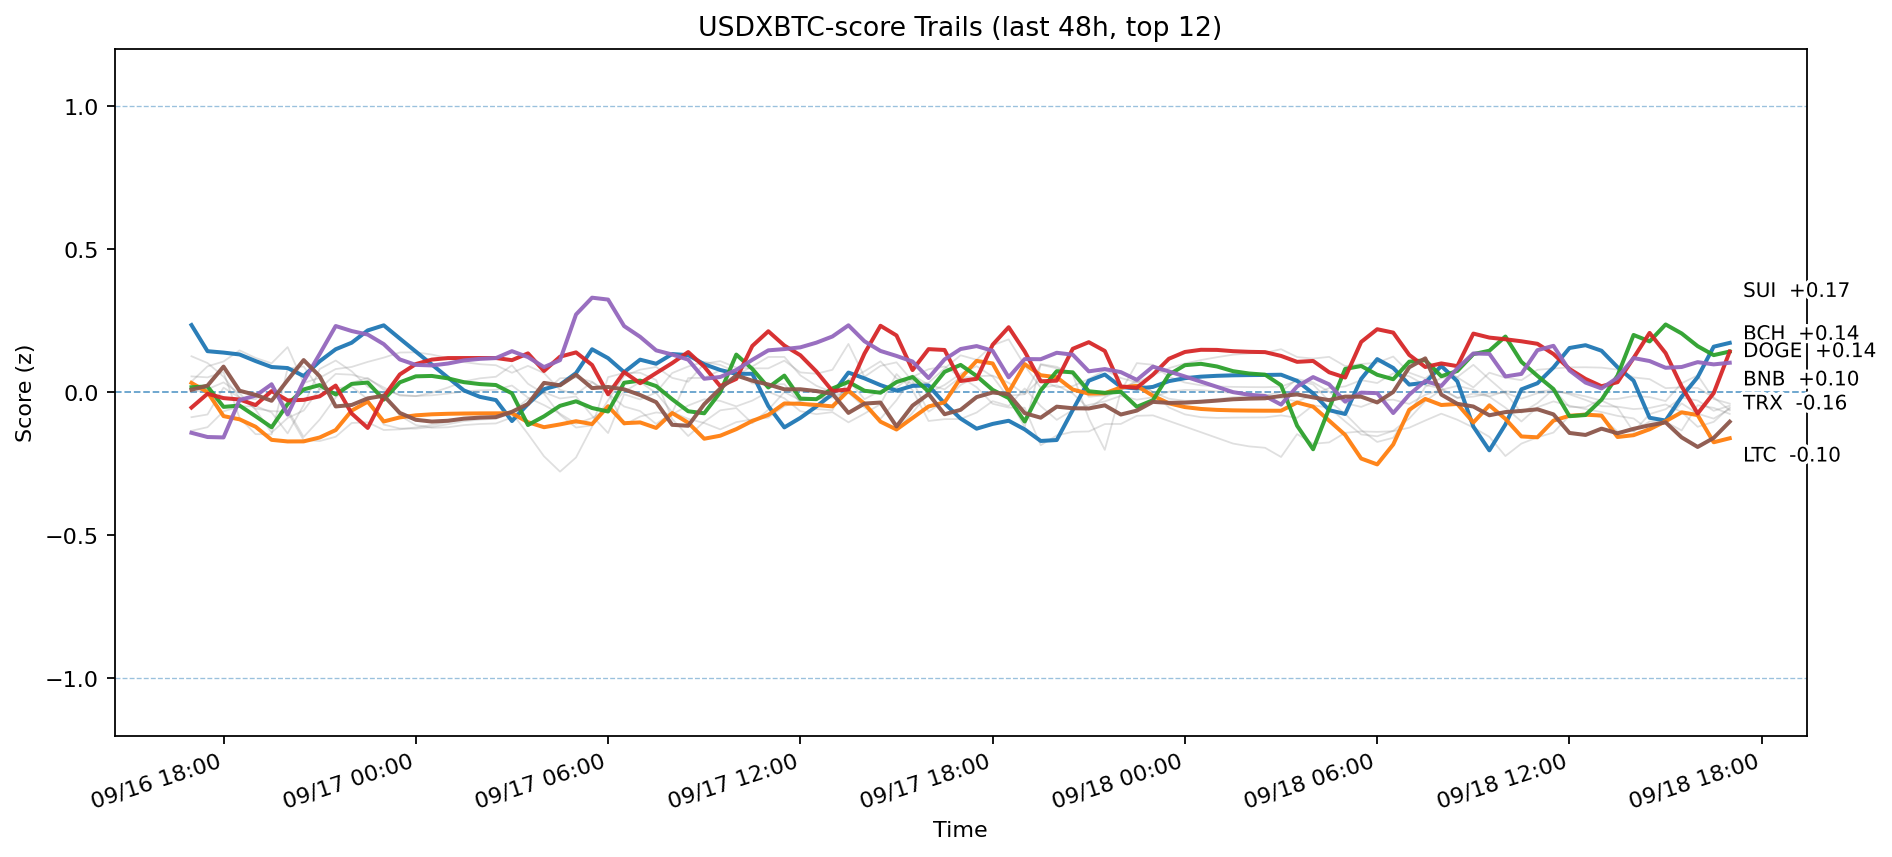 USDXBTC-score Trails (last 48h, top 12)
Score (z)
1.0
0.5
0.0
−0.5
−1.0
SUI +0.17
BCH +0.14
DOGE +0.14
BNB +0.10
TRX -0.16
LTC -0.10
09/16 18:00
09/17 00:00
09/17 06:00
09/17 12:00
09/17 18:00
09/18 00:00
09/18 06:00
09/18 12:00
09/18 18:00
Time